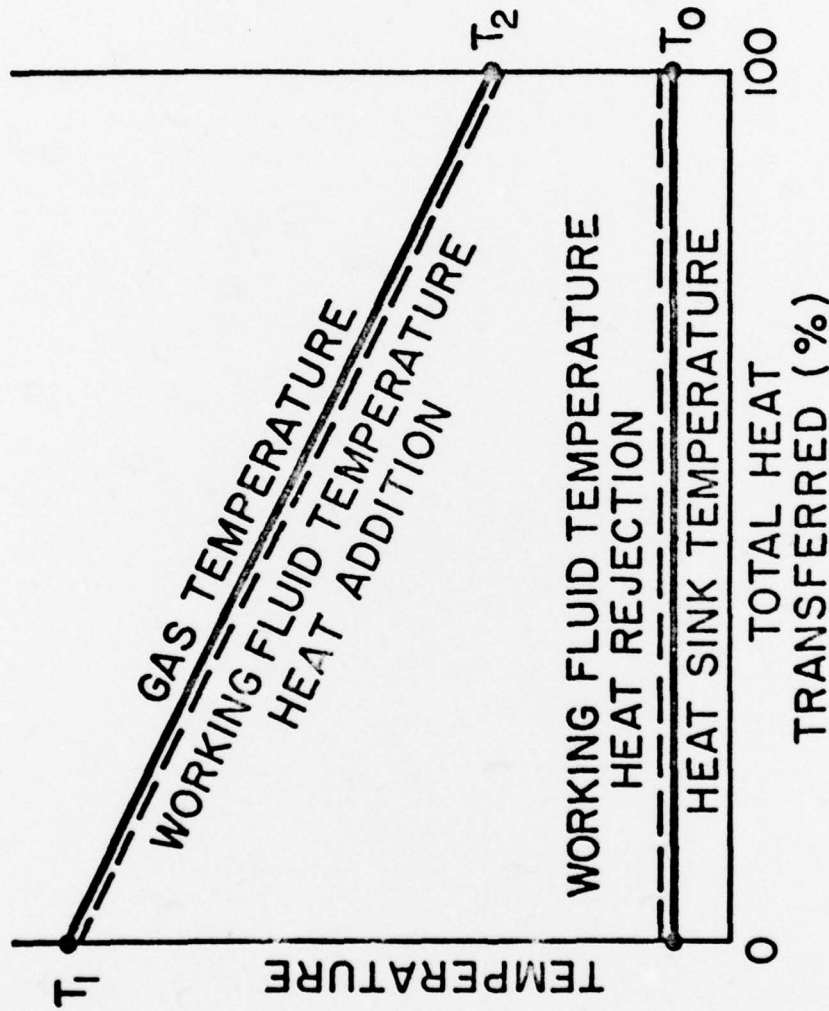 T1
GAS TEMPERATURE
WORKING FLUID TEMPERATURE
HEAT ADDITION
T2
TEMPERATURE
WORKING FLUID TEMPERATURE
HEAT REJECTION
T0
HEAT SINK TEMPERATURE
0
100
TOTAL HEAT
TRANSFERRED (%)